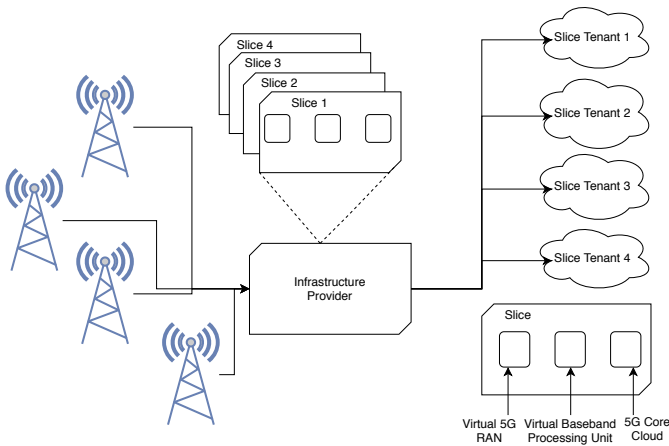 Slice 4
Slice 3
Slice 2
Slice 1
Infrastructure
Provider
Slice Tenant 1
Slice Tenant 2
Slice Tenant 3
Slice Tenant 4
Slice
Virtual 5G
RAN
Virtual Baseband
Processing Unit
5G Core
Cloud